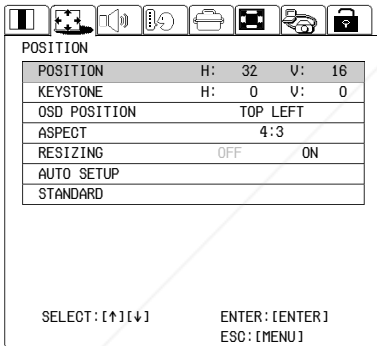 POSITION
POSITION H: 32 V: 16
KEYSTONE H: 0 V: 0
OSD POSITION TOP LEFT
ASPECT 4:3
RESIZING OFF ON
AUTO SETUP
STANDARD
SELECT:[↑][↓] ENTER:[ENTER]
ESC:[MENU]